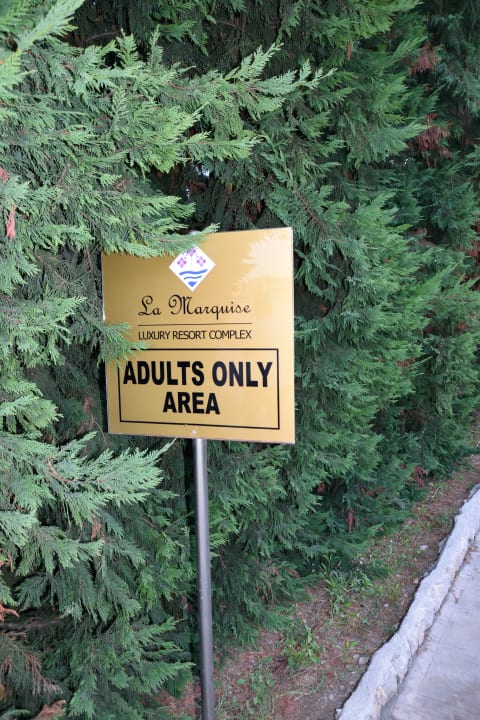 La Marquise
LUXURY RESORT COMPLEX
ADULTS ONLY
AREA